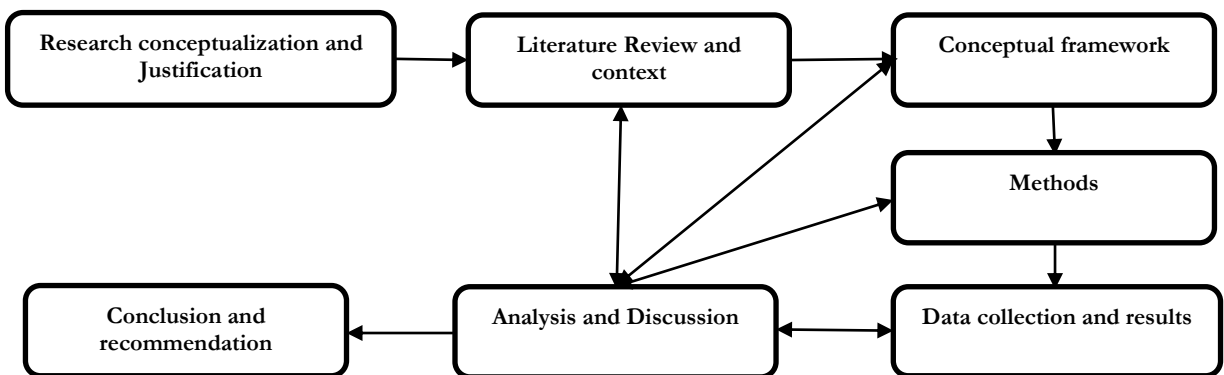 Research conceptualization and
Justification
Literature Review and
context
Conceptual framework
Methods
Conclusion and
recommendation
Analysis and Discussion
Data collection and results